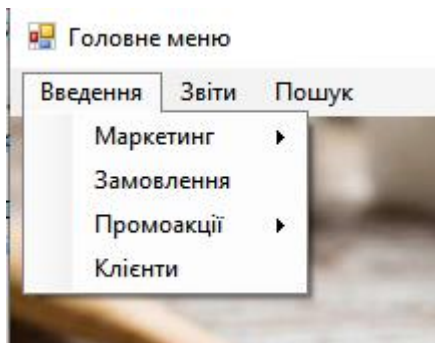 Головне меню
Введення Звіти Пошук
Маркетинг
Замовлення
Промоакції
Клієнти